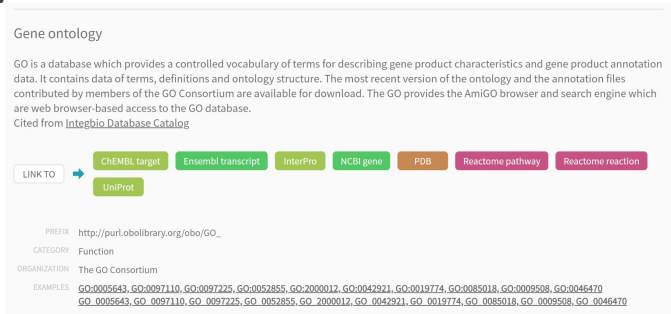 Gene ontology
GO is a database which provides a controlled vocabulary of terms for describing gene product characteristics and gene product annotation
data. It contains data of terms, definitions and ontology structure. The most recent version of the ontology and the annotation files
contributed by members of the GO Consortium are available for download. The GO provides the AmiGO browser and search engine which
are web browser-based access to the GO database.
Cited from Integbio Database Catalog
LINK TO ChEMBL target Ensembl transcript InterPro NCBI gene PDB Reactome pathway Reactome reaction
UniProt
PREFIX http://purl.obolibrary.org/obo/GO_
CATEGORY Function
ORGANIZATION The GO Consortium
EXAMPLES GO:0005643, GO:0097110, GO:0097225, GO:0052855, GO:2000012, GO:0042921, GO:0019774, GO:0085018, GO:0009508, GO:0046470
GO_0005643, GO_0097110, GO_0097225, GO_0052855, GO_2000012, GO_0042921, GO_0019774, GO_0085018, GO_0009508, GO_0046470